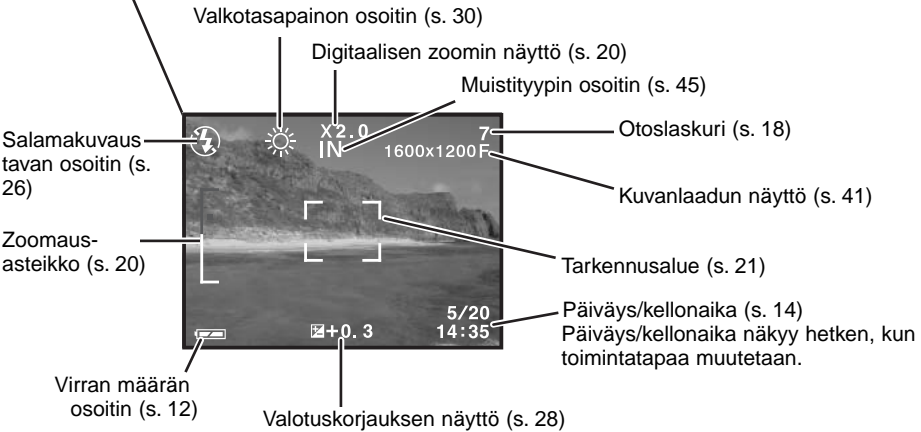 Valkotasapainon osoitin (s. 30)
Digitaalisen zoomin näyttö (s. 20)
Muistityypin osoitin (s. 45)
Salamakuvaus
tavan osoitin (s.
26)
Zoomaus-
asteikko (s. 20)
X2.0
IN
7
1600x1200 F
5/20
14:35
+0.3
Otoslaskuri (s. 18)
Kuvanlaadun näyttö (s. 41)
Tarkennusalue (s. 21)
Päiväys/kellonaika (s. 14)
Päiväys/kellonaika näkyy hetken, kun
toimintatapaa muutetaan.
Virran määrän
osoitin (s. 12)
Valotuskorjauksen näyttö (s. 28)